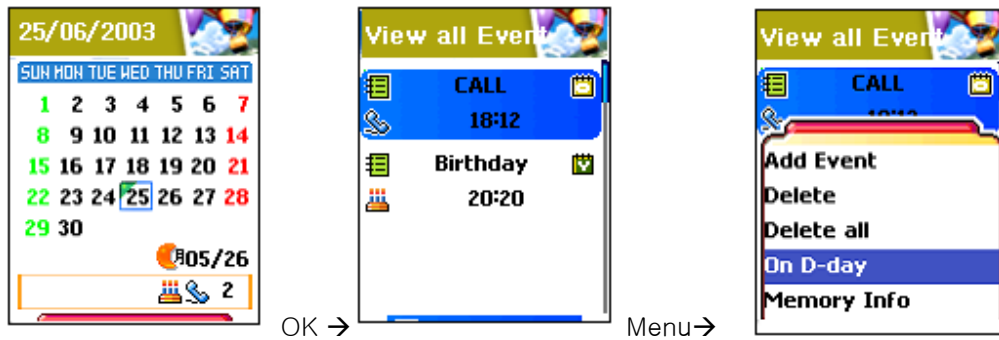 25/06/2003
SUN MON TUE WED THU FRI SAT
1 2 3 4 5 6 7
8 9 10 11 12 13 14
15 16 17 18 19 20 21
22 23 24 25 26 27 28
29 30
05/26
2
OK →
View all Event
CALL
18:12
Birthday
20:20
Menu→
View all Event
CALL
18:12
Add Event
Delete
Delete all
On D-day
Memory Info